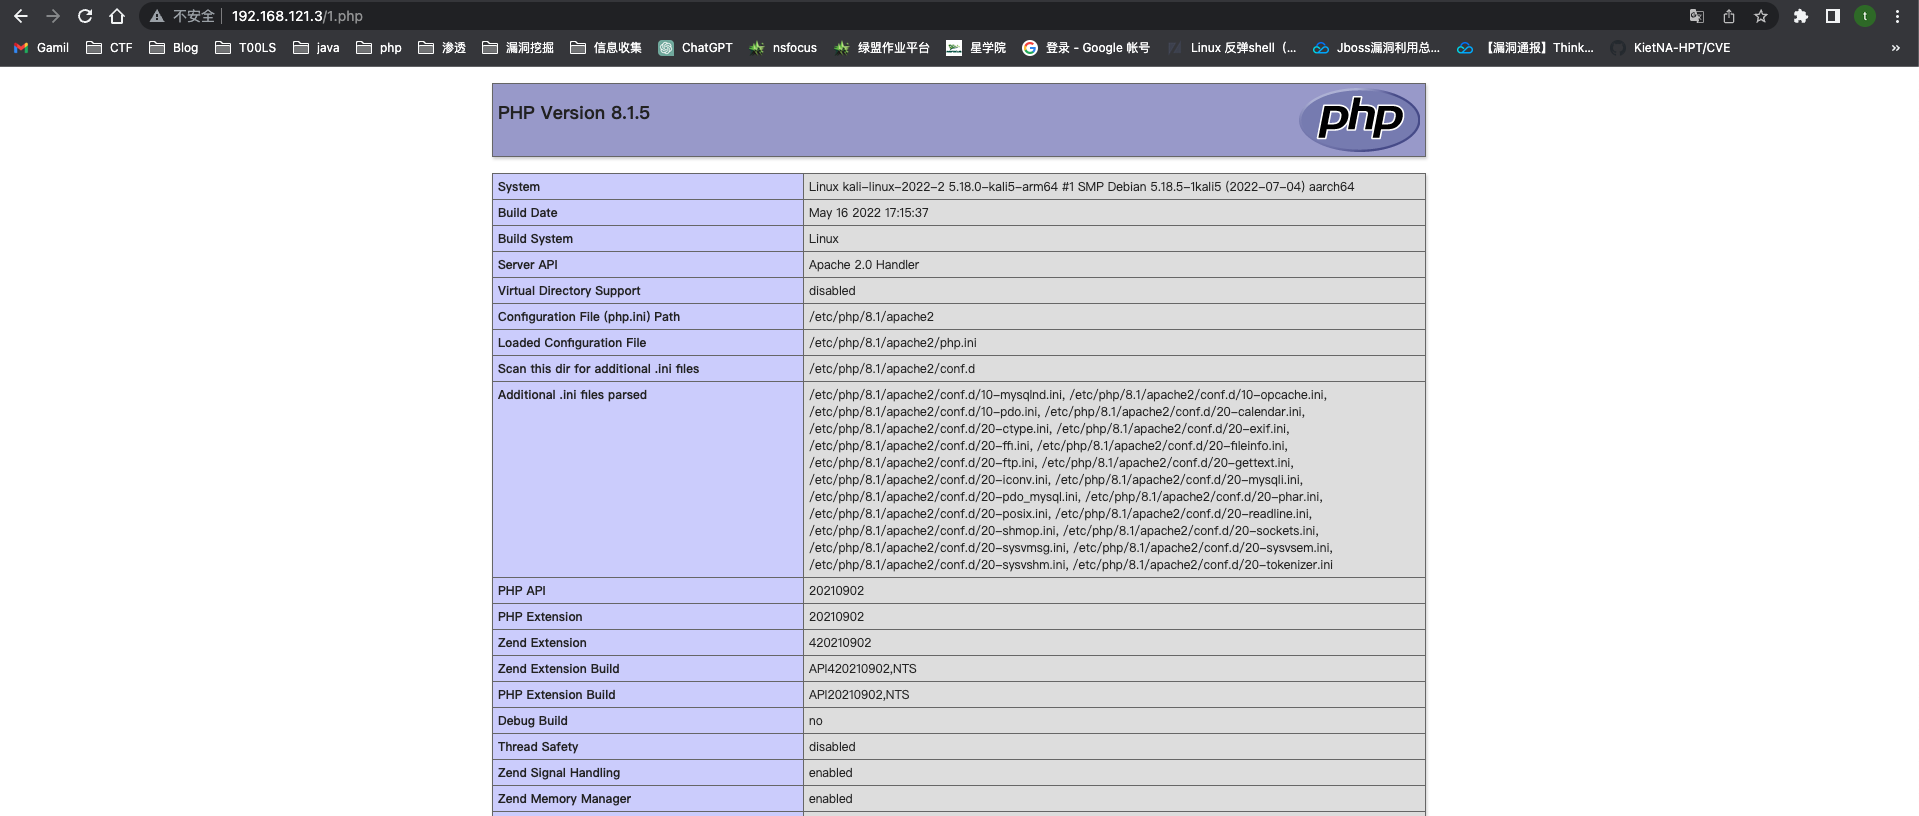 不安全 192.168.121.3/1.php
t
Gamil CTF Blog T00LS java php 渗透 漏洞挖掘 信息收集 ChatGPT nsfocus 绿盟作业平台 星学院 登录 - Google 帐号 Linux 反弹shell（... Jboss漏洞利用总... 【漏洞通报】Think... KietNA-HPT/CVE »
PHP Version 8.1.5
php
System Linux kali-linux-2022-2 5.18.0-kali5-arm64 #1 SMP Debian 5.18.5-1kali5 (2022-07-04) aarch64
Build Date May 16 2022 17:15:37
Build System Linux
Server API Apache 2.0 Handler
Virtual Directory Support disabled
Configuration File (php.ini) Path /etc/php/8.1/apache2
Loaded Configuration File /etc/php/8.1/apache2/php.ini
Scan this dir for additional .ini files /etc/php/8.1/apache2/conf.d
Additional .ini files parsed /etc/php/8.1/apache2/conf.d/10-mysqlnd.ini, /etc/php/8.1/apache2/conf.d/10-opcache.ini,
/etc/php/8.1/apache2/conf.d/10-pdo.ini, /etc/php/8.1/apache2/conf.d/20-calendar.ini,
/etc/php/8.1/apache2/conf.d/20-ctype.ini, /etc/php/8.1/apache2/conf.d/20-exif.ini,
/etc/php/8.1/apache2/conf.d/20-ffi.ini, /etc/php/8.1/apache2/conf.d/20-fileinfo.ini,
/etc/php/8.1/apache2/conf.d/20-ftp.ini, /etc/php/8.1/apache2/conf.d/20-gettext.ini,
/etc/php/8.1/apache2/conf.d/20-iconv.ini, /etc/php/8.1/apache2/conf.d/20-mysqli.ini,
/etc/php/8.1/apache2/conf.d/20-pdo_mysql.ini, /etc/php/8.1/apache2/conf.d/20-phar.ini,
/etc/php/8.1/apache2/conf.d/20-posix.ini, /etc/php/8.1/apache2/conf.d/20-readline.ini,
/etc/php/8.1/apache2/conf.d/20-shmop.ini, /etc/php/8.1/apache2/conf.d/20-sockets.ini,
/etc/php/8.1/apache2/conf.d/20-sysvmsg.ini, /etc/php/8.1/apache2/conf.d/20-sysvsem.ini,
/etc/php/8.1/apache2/conf.d/20-sysvshm.ini, /etc/php/8.1/apache2/conf.d/20-tokenizer.ini
PHP API 20210902
PHP Extension 20210902
Zend Extension 420210902
Zend Extension Build API420210902,NTS
PHP Extension Build API20210902,NTS
Debug Build no
Thread Safety disabled
Zend Signal Handling enabled
Zend Memory Manager enabled